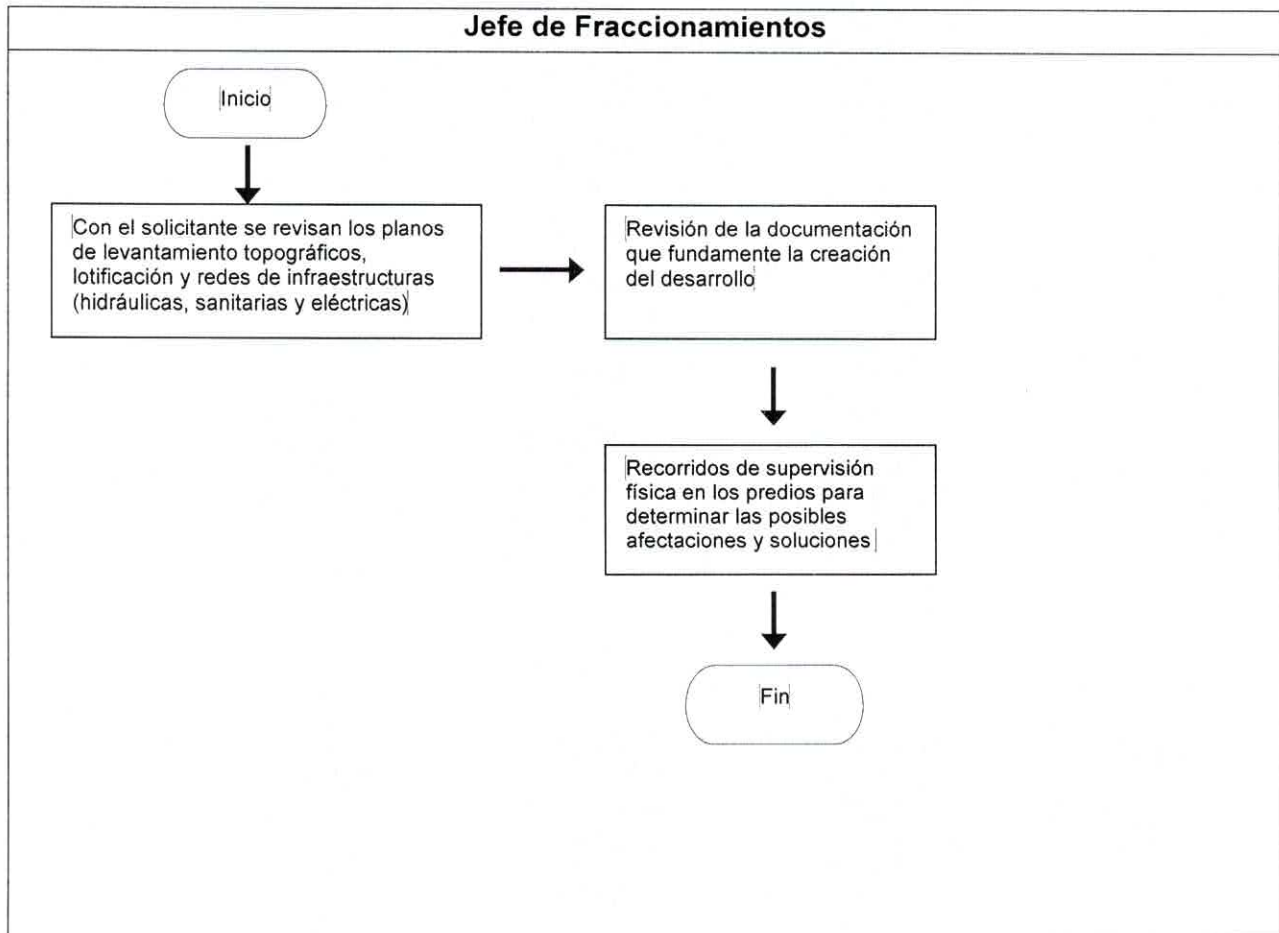 Jefe de Fraccionamientos
Inicio
Con el solicitante se revisan los planos
de levantamiento topográficos,
lotificación y redes de infraestructuras
(hidráulicas, sanitarias y eléctricas)
Revisión de la documentación
que fundamente la creación
del desarrollo
Recorridos de supervisión
física en los predios para
determinar las posibles
afectaciones y soluciones
Fin